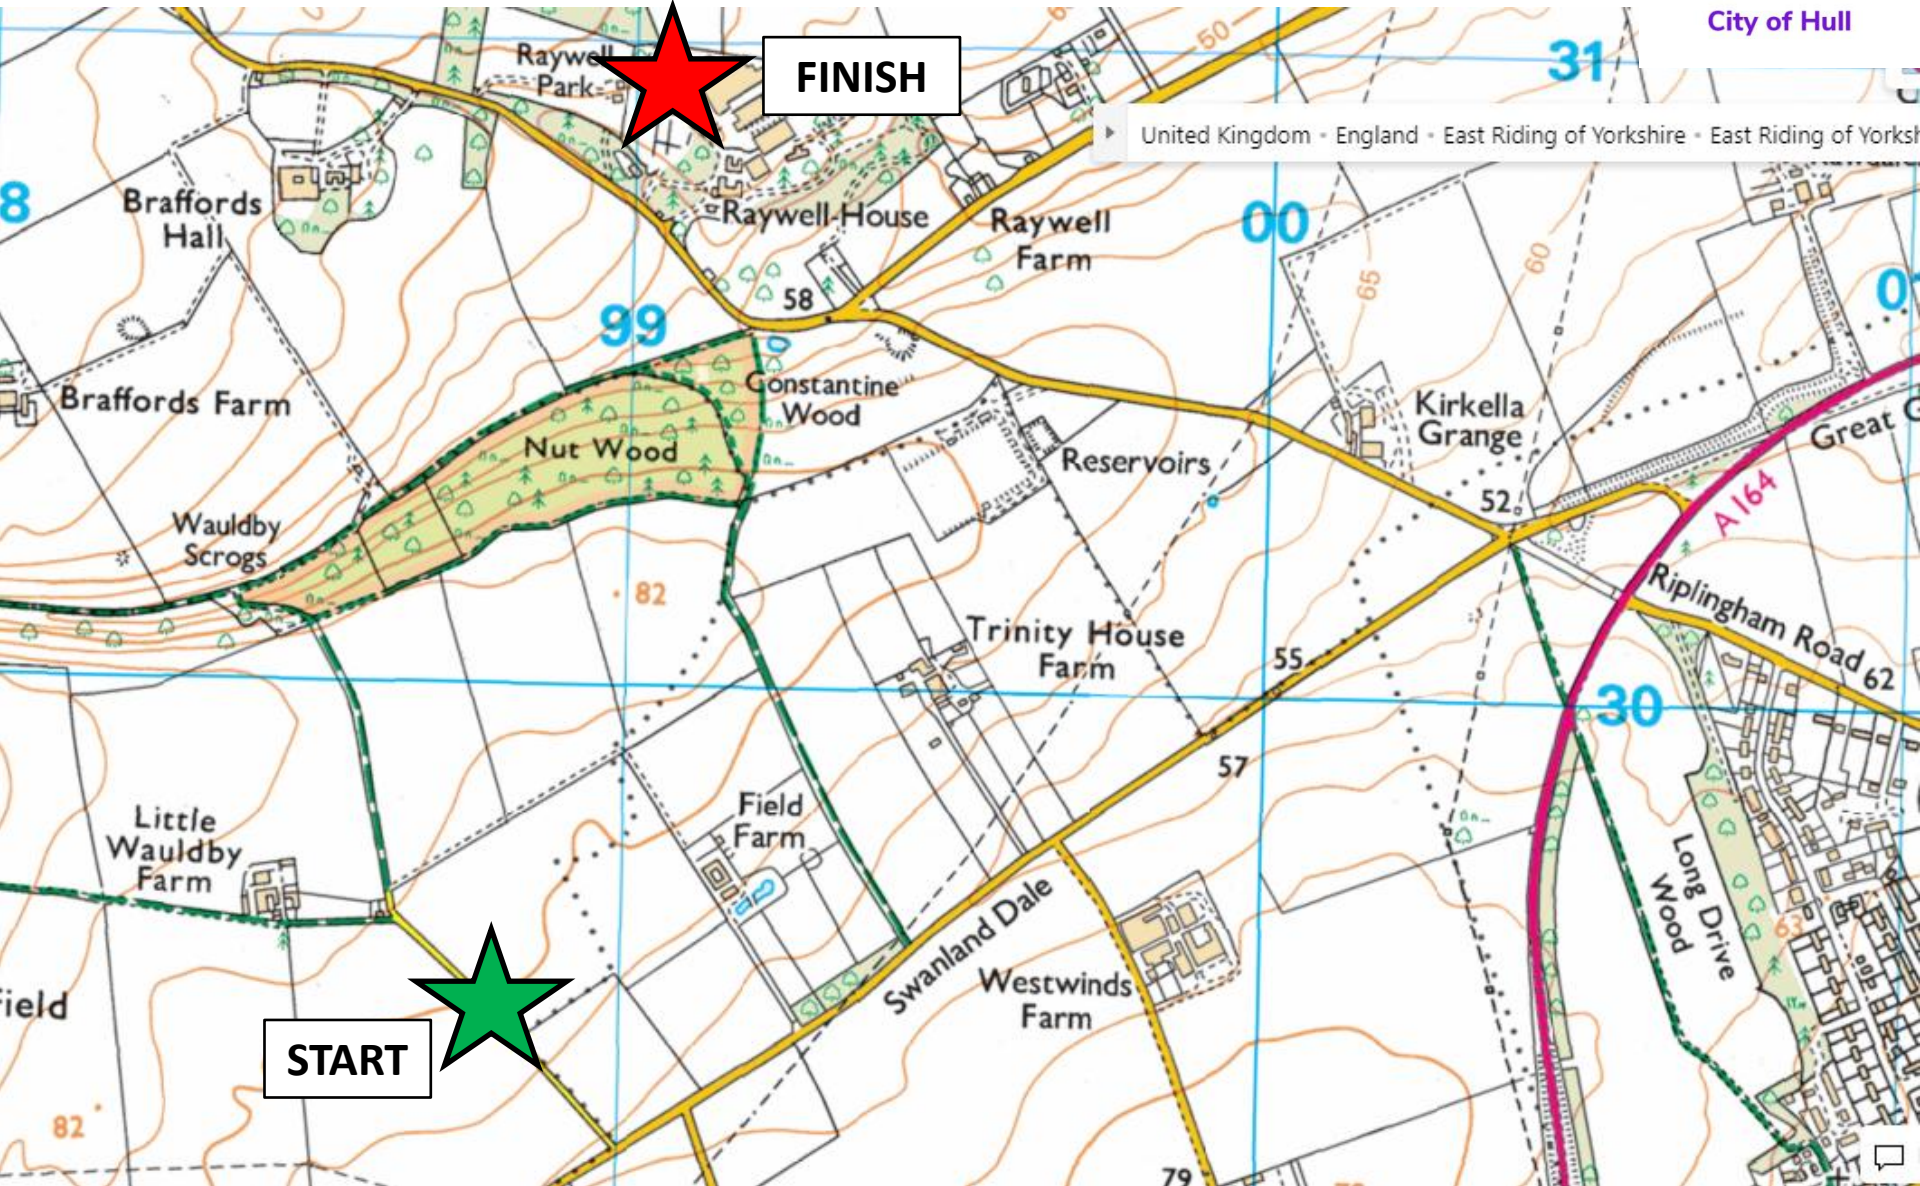 City of Hull
31
50
Raywell
Park
FINISH
United Kingdom • England • East Riding of Yorkshire • East Riding of Yorksh
8
Braffords
Hall
Raywell House
Raywell
Farm
00
65
60
99
58
Braffords Farm
Constantine
Wood
Nut Wood
Reservoirs
Kirkella
Grange
Great G
52
A164
Wauldby
Scrogs
82
Trinity House
Farm
Riplingham Road
62
55
30
57
Little
Wauldby
Farm
Field
Farm
Long Drive
Wood
63
Swanland Dale
Westwinds
Farm
ield
START
82
79